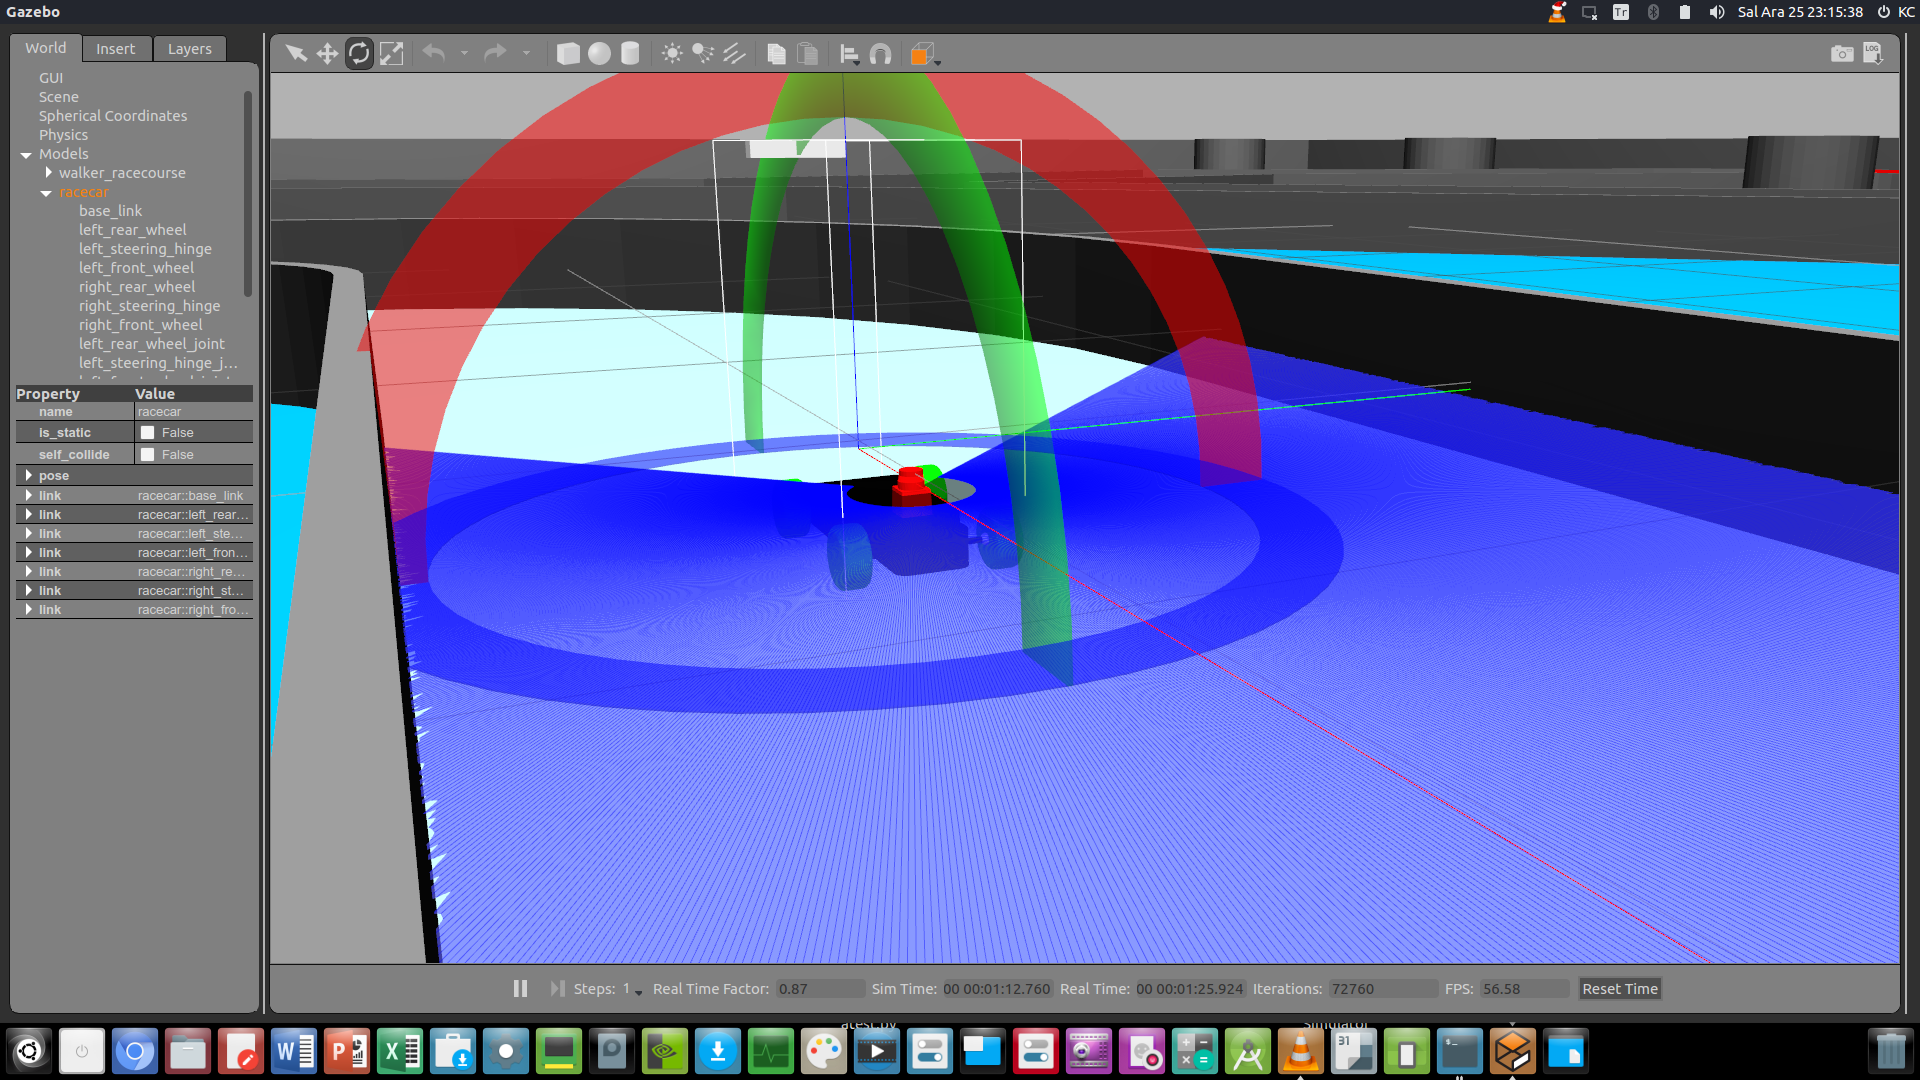 Gazebo
Tr
Sal Ara 25 23:15:38
KC
World
Insert
Layers
LOG
GUI
Scene
Spherical Coordinates
Physics
Models
walker_racecourse
racecar
base_link
left_rear_wheel
left_steering_hinge
left_front_wheel
right_rear_wheel
right_steering_hinge
right_front_wheel
left_rear_wheel_joint
left_steering_hinge_j...
Property Value
name racecar
is_static False
self_collide False
pose
link racecar::base_link
link racecar::left_rear...
link racecar::left_ste...
link racecar::left_fron...
link racecar::right_re...
link racecar::right_st...
link racecar::right_fro...
Steps: 1
Real Time Factor: 0.87
Sim Time: 00 00:01:12.760
Real Time: 00 00:01:25.924
Iterations: 72760
FPS: 56.58
Reset Time
Simulator
W
P
X
31
$_